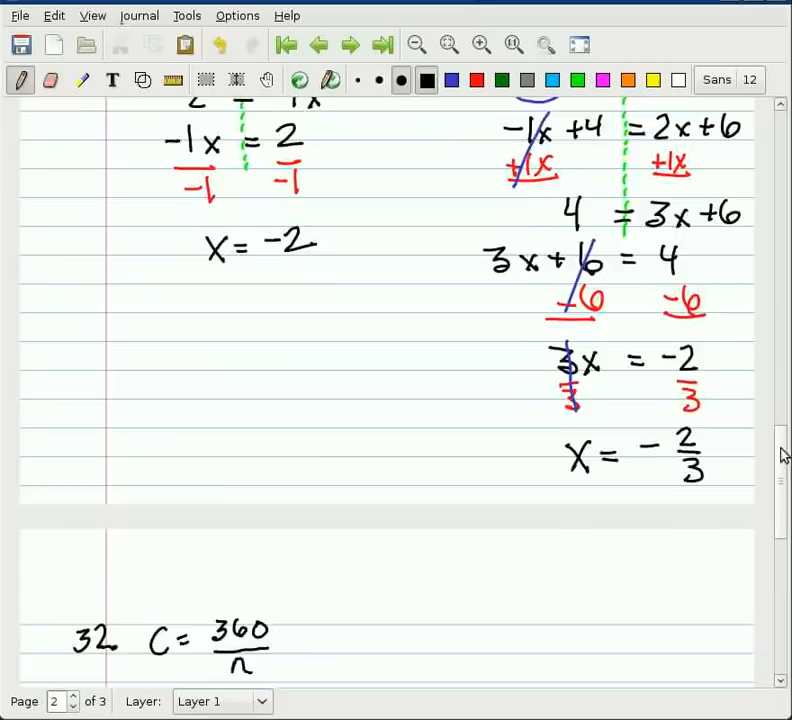 File Edit View Journal Tools Options Help
T Sans 12
-1x = 2
-1 -1
x = -2
-1x + 4 = 2x + 6
+1x +1x
4 = 3x + 6
3x + 6 = 4
-6 -6
3x = -2
3 3
x = - 2/3
32. C = 360/n
Page 2 of 3 Layer: Layer 1